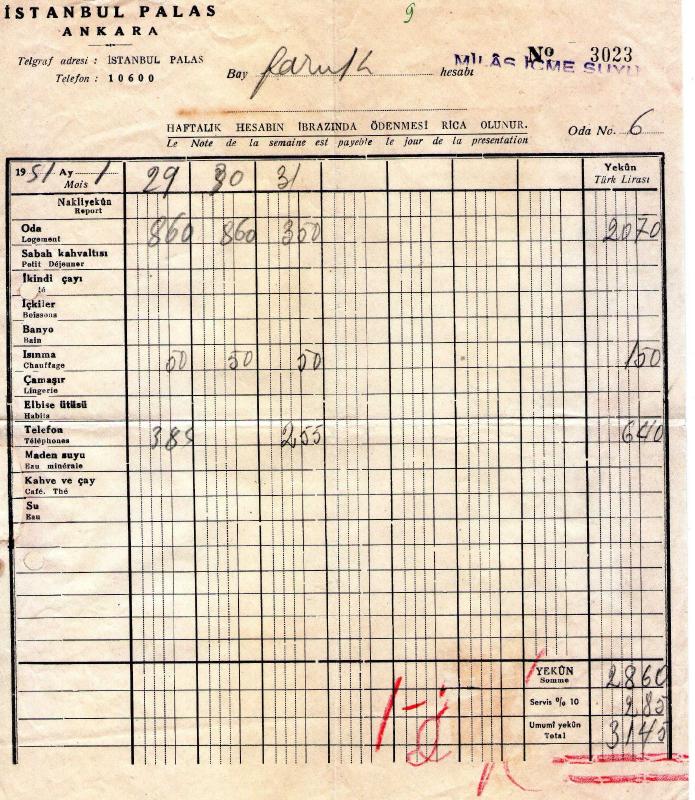 İSTANBUL PALAS
ANKARA
Telgraf adresi : İSTANBUL PALAS
Telefon : 10600
9
Bay Faruk hesabı
No 3023
MİLÂS İÇME SUYU
HAFTALIK HESABIN İBRAZINDA ÖDENMESİ RİCA OLUNUR.
Le Note de la semaine est payeble le jour de la presentation
Oda No. 6
1951 Ay 1 29 30 31 Yekûn
Mois Türk Lirası
Nakliyekûn
Report
Oda 860 860 350 2070
Logement
Sabah kahvaltısı
Petit Déjeuner
İkindi çayı
té
İçkiler
Boissons
Banyo
Bain
Isınma 50 50 50 150
Chauffage
Çamaşır
Lingerie
Elbise ütüsü
Habits
Telefon 385 255 640
Téléphones
Maden suyu
Eau minérale
Kahve ve çay
Café. Thé
Su
Eau
YEKÛN 2860
Somme
Servis % 10 285
Umumî yekûn 3145
Total